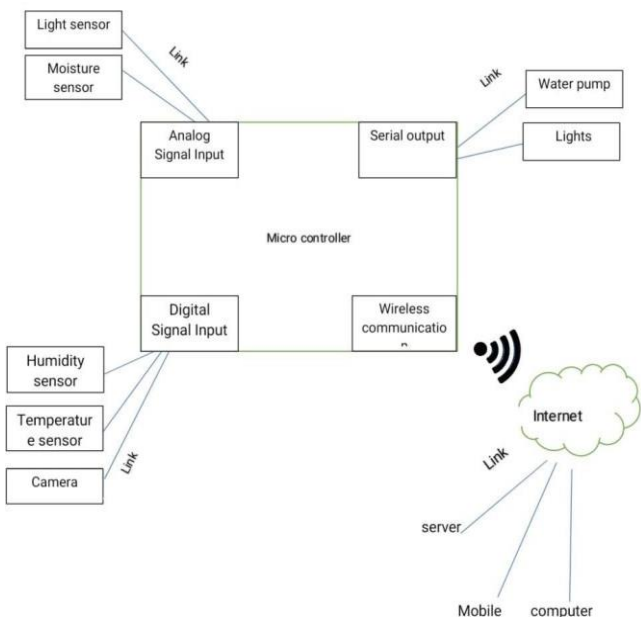 Light sensor
Link
Moisture
sensor
Link
Water pump
Analog
Signal Input
Serial output
Lights
Micro controller
Digital
Signal Input
Wireless
communicatio
n
Humidity
sensor
Temperatur
e sensor
Link
Camera
Internet
Link
server
Mobile
computer